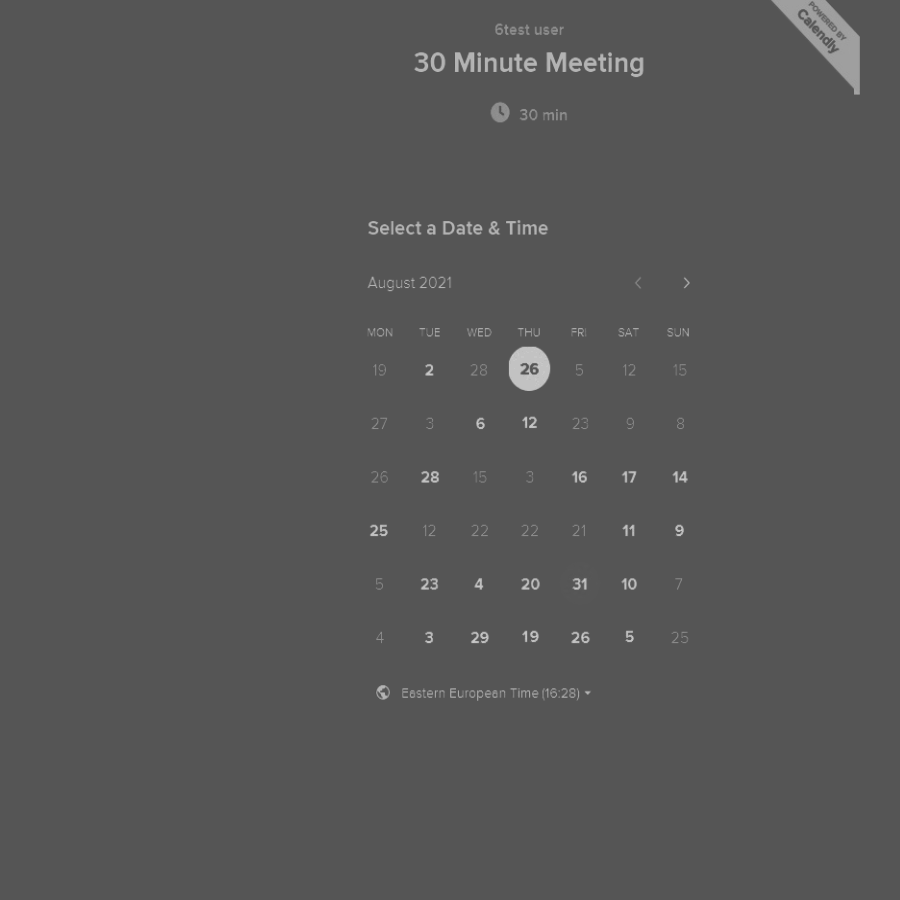 POWERED BY
Calendly
6test user
30 Minute Meeting
30 min
Select a Date & Time
August 2021
MON TUE WED THU FRI SAT SUN
19 2 28 26 5 12 15
27 3 6 12 23 9 8
26 28 15 3 16 17 14
25 12 22 22 21 11 9
5 23 4 20 31 10 7
4 3 29 19 26 5 25
Eastern European Time (16:28)